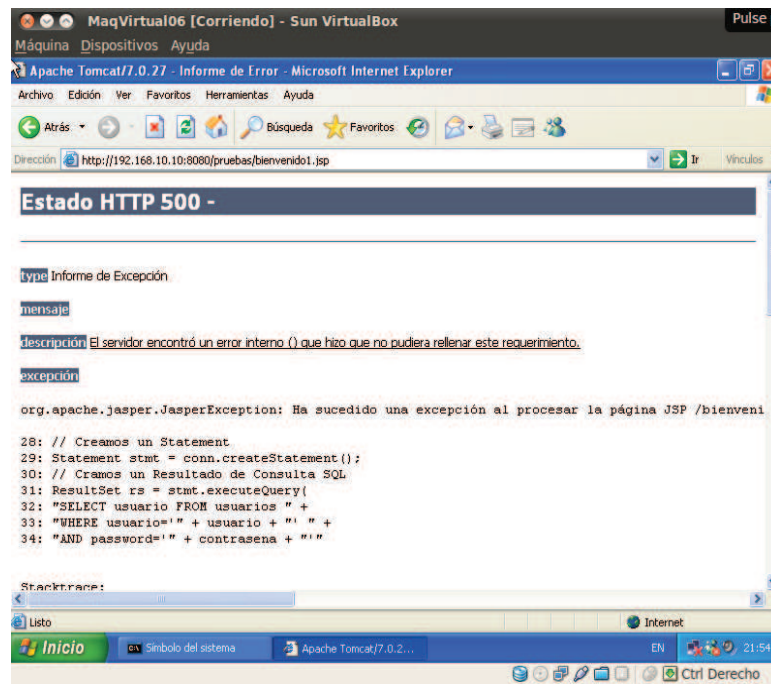 MaqVirtual06 [Corriendo] - Sun VirtualBox
Pulse
Máquina Dispositivos Ayuda
Apache Tomcat/7.0.27 - Informe de Error - Microsoft Internet Explorer
Archivo Edición Ver Favoritos Herramientas Ayuda
Atrás Búsqueda Favoritos
Dirección http://192.168.10.10:8080/pruebas/bienvenido1.jsp Ir Vínculos
Estado HTTP 500 -
type Informe de Excepción
mensaje
descripción El servidor encontró un error interno () que hizo que no pudiera rellenar este requerimiento.
excepción
org.apache.jasper.JasperException: Ha sucedido una excepción al procesar la página JSP /bienveni
28: // Creamos un Statement
29: Statement stmt = conn.createStatement();
30: // Cramos un Resultado de Consulta SQL
31: ResultSet rs = stmt.executeQuery(
32: "SELECT usuario FROM usuarios " +
33: "WHERE usuario='" + usuario + "' " +
34: "AND password='" + contrasena + "'"
Stacktrace:
Listo Internet
Inicio Símbolo del sistema Apache Tomcat/7.0.2... EN 21:54
Ctrl Derecho